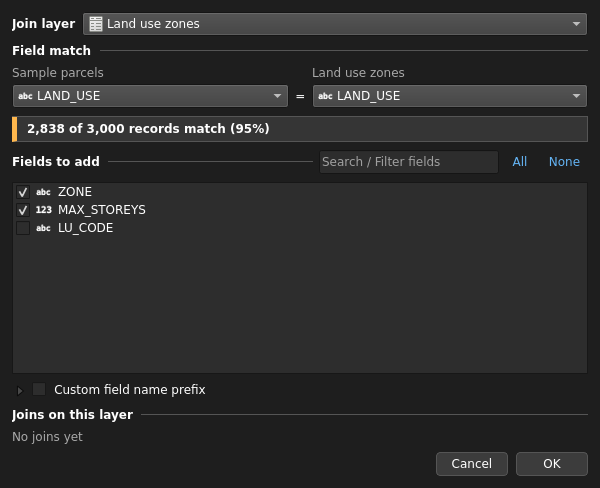 Join layer Land use zones
Field match
Sample parcels Land use zones
abc LAND_USE = abc LAND_USE
2,838 of 3,000 records match (95%)
Fields to add Search / Filter fields All None
abc ZONE
123 MAX_STOREYS
abc LU_CODE
Custom field name prefix
Joins on this layer
No joins yet
Cancel OK